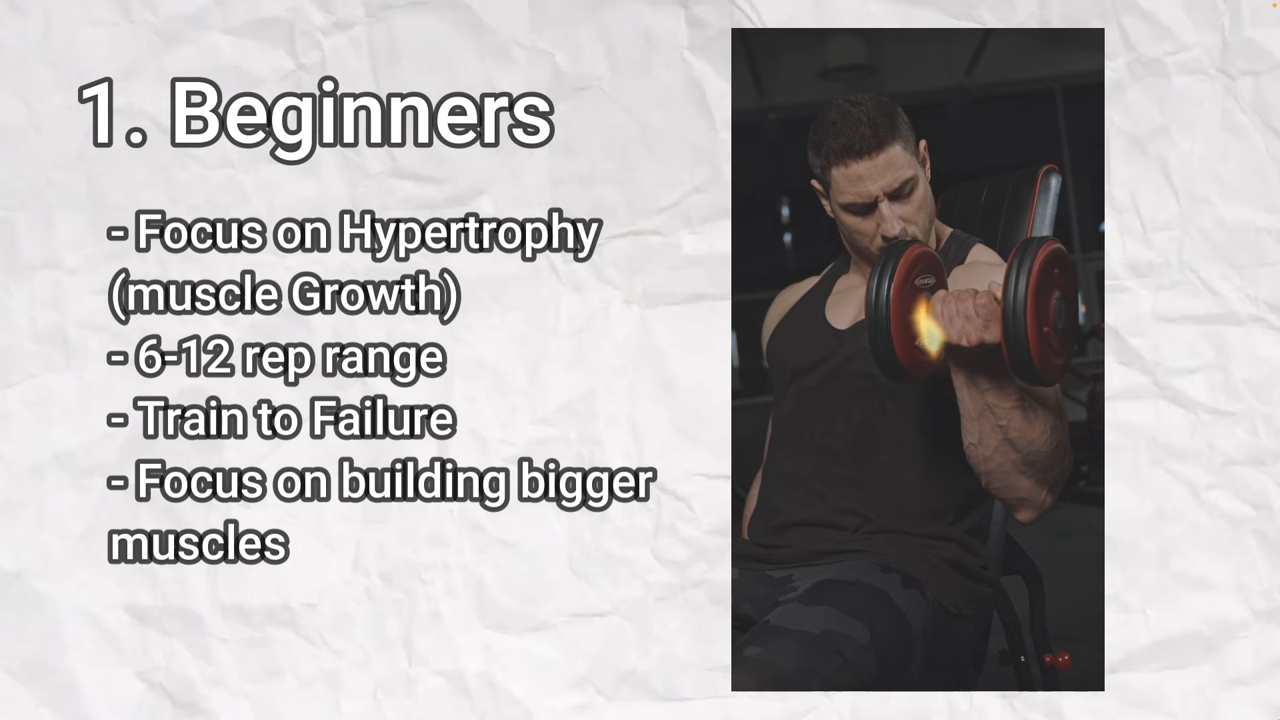 1. Beginners
- Focus on Hypertrophy
(muscle Growth)
- 6-12 rep range
- Train to Failure
- Focus on building bigger
muscles